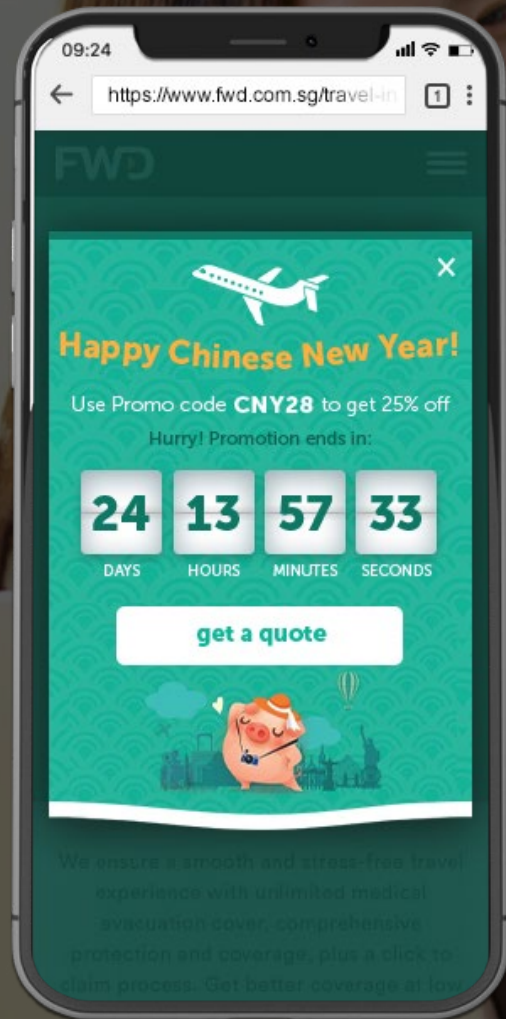 09:24
https://www.fwd.com.sg/travel-in
1
FWD
Happy Chinese New Year!
Use Promo code CNY28 to get 25% off
Hurry! Promotion ends in:
24 13 57 33
DAYS HOURS MINUTES SECONDS
get a quote
We ensure a smooth and stress-free travel
experience with unlimited medical
evacuation cover, comprehensive
protection and coverage, plus a click to
claim process. Get better coverage at low